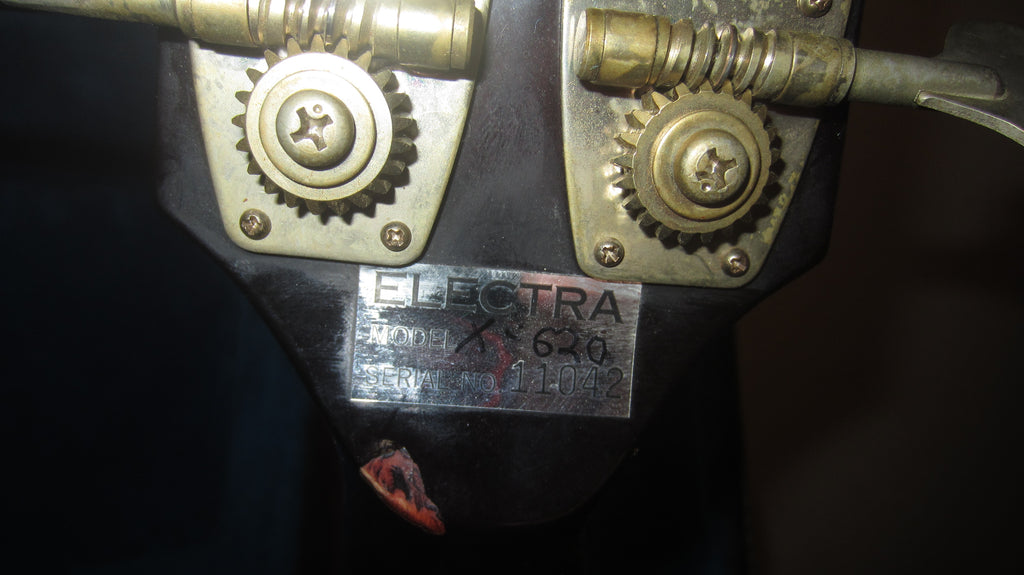 ELECTRA
MODEL X-620
SERIAL NO. 11042